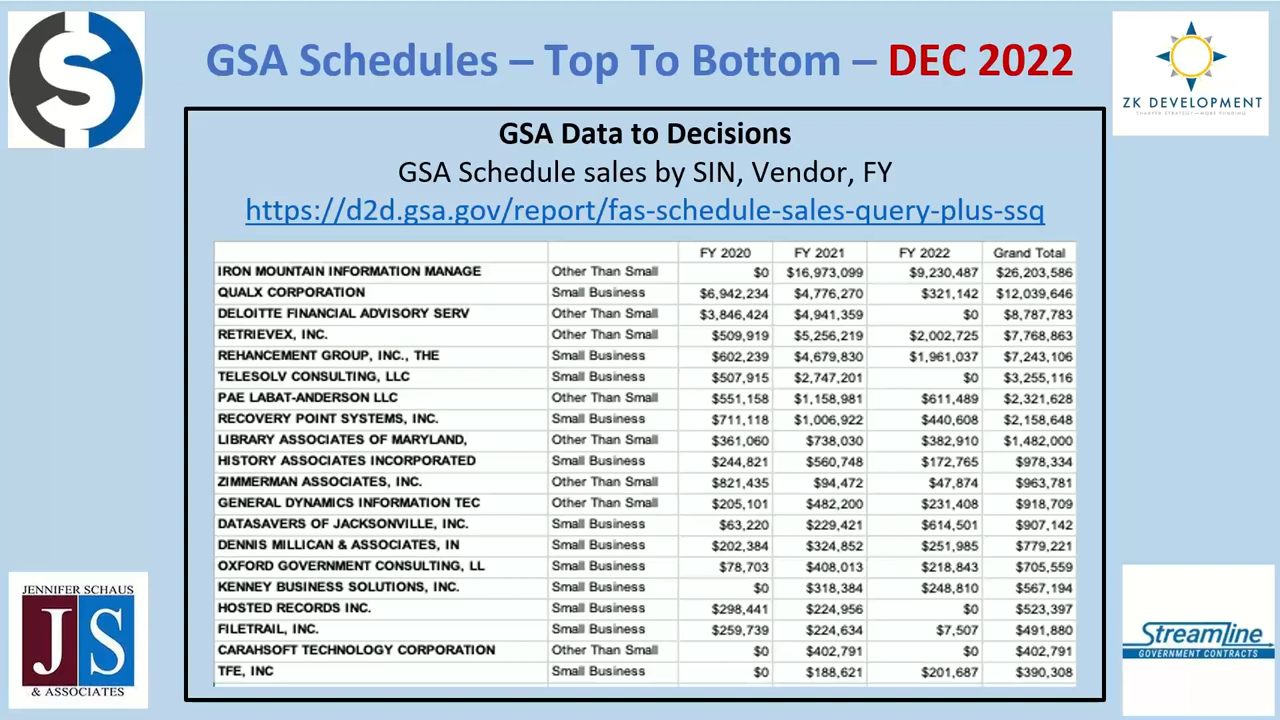 GSA Schedules – Top To Bottom – DEC 2022
ZK DEVELOPMENT
CHARTER STRATEGY—MORE FUNDING
GSA Data to Decisions
GSA Schedule sales by SIN, Vendor, FY
https://d2d.gsa.gov/report/fas-schedule-sales-query-plus-ssq
FY 2020 FY 2021 FY 2022 Grand Total
IRON MOUNTAIN INFORMATION MANAGE Other Than Small $0 $16,973,099 $9,230,487 $26,203,586
QUALX CORPORATION Small Business $6,942,234 $4,776,270 $321,142 $12,039,646
DELOITTE FINANCIAL ADVISORY SERV Other Than Small $3,846,424 $4,941,359 $0 $8,787,783
RETRIEVEX, INC. Other Than Small $509,919 $5,256,219 $2,002,725 $7,768,863
REHANCEMENT GROUP, INC., THE Small Business $602,239 $4,679,830 $1,961,037 $7,243,106
TELESOLV CONSULTING, LLC Small Business $507,915 $2,747,201 $0 $3,255,116
PAE LABAT-ANDERSON LLC Other Than Small $551,158 $1,158,981 $611,489 $2,321,628
RECOVERY POINT SYSTEMS, INC. Small Business $711,118 $1,006,922 $440,608 $2,158,648
LIBRARY ASSOCIATES OF MARYLAND, Other Than Small $361,060 $738,030 $382,910 $1,482,000
HISTORY ASSOCIATES INCORPORATED Small Business $244,821 $560,748 $172,765 $978,334
ZIMMERMAN ASSOCIATES, INC. Other Than Small $821,435 $94,472 $47,874 $963,781
GENERAL DYNAMICS INFORMATION TEC Other Than Small $205,101 $482,200 $231,408 $918,709
DATASAVERS OF JACKSONVILLE, INC. Small Business $63,220 $229,421 $614,501 $907,142
DENNIS MILLICAN & ASSOCIATES, IN Small Business $202,384 $324,852 $251,985 $779,221
OXFORD GOVERNMENT CONSULTING, LL Small Business $78,703 $408,013 $218,843 $705,559
KENNEY BUSINESS SOLUTIONS, INC. Small Business $0 $318,384 $248,810 $567,194
HOSTED RECORDS INC. Small Business $298,441 $224,956 $0 $523,397
FILETRAIL, INC. Small Business $259,739 $224,634 $7,507 $491,880
CARAHSOFT TECHNOLOGY CORPORATION Other Than Small $0 $402,791 $0 $402,791
TFE, INC Small Business $0 $188,621 $201,687 $390,308
JENNIFER SCHAUS
JS
& ASSOCIATES
Streamline
GOVERNMENT CONTRACTS